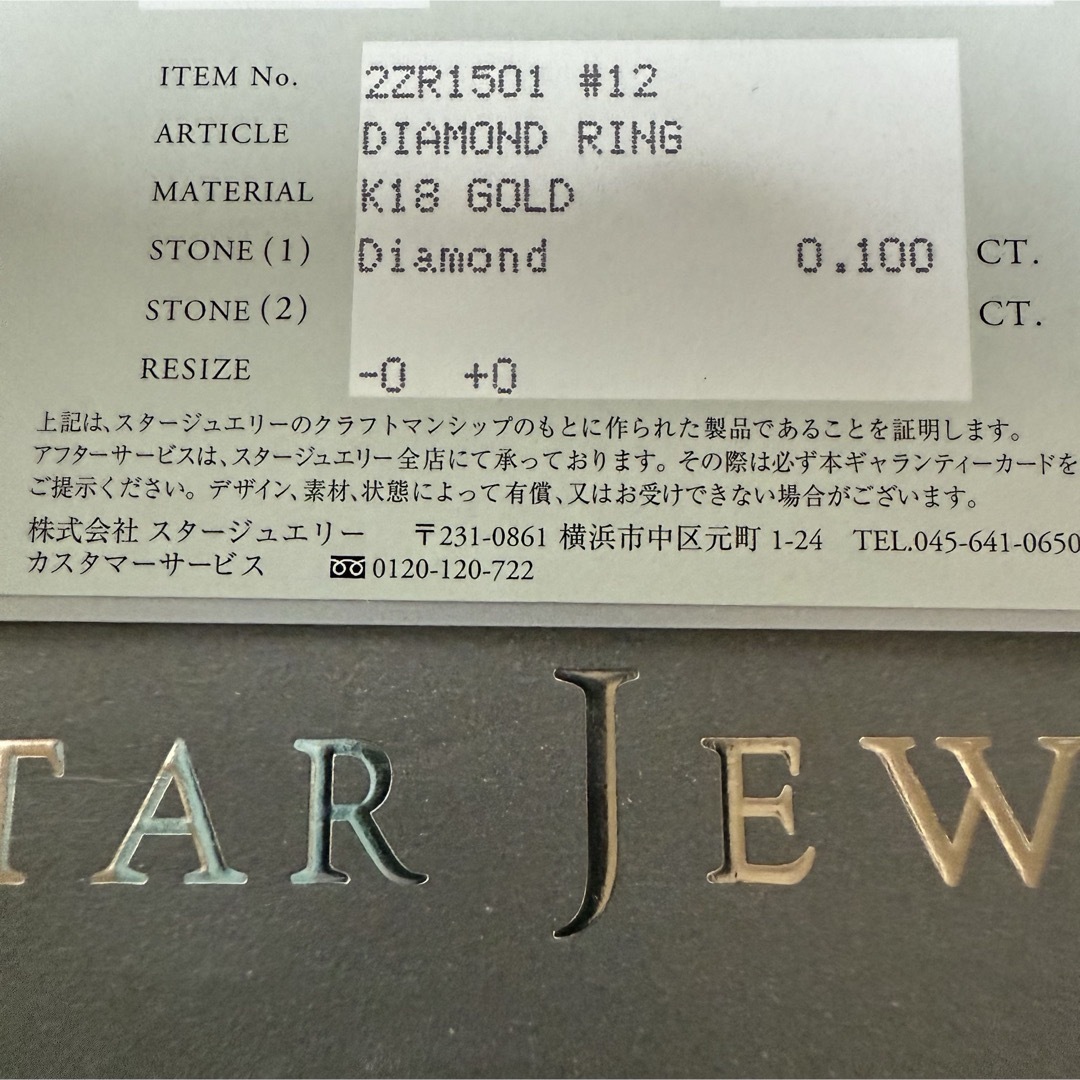 ITEM No. 2ZR1501 #12
ARTICLE DIAMOND RING
MATERIAL K18 GOLD
STONE (1) Diamond 0.100 CT.
STONE (2) CT.
RESIZE -0 +0
上記は、スタージュエリーのクラフトマンシップのもとに作られた製品であることを証明します。
アフターサービスは、スタージュエリー全店にて承っております。その際は必ず本ギャランティーカードを
ご提示ください。デザイン、素材、状態によって有償、又はお受けできない場合がございます。
株式会社 スタージュエリー 〒231-0861 横浜市中区元町 1-24 TEL.045-641-0650
カスタマーサービス 0120-120-722
TAR JEW